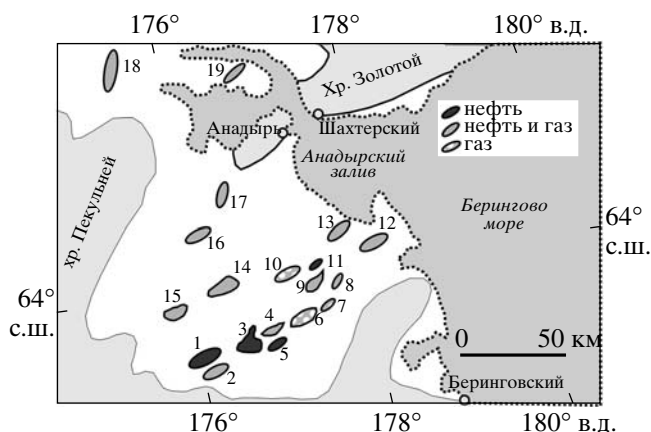 176°
178°
180° в.д.
18
19
Хр. Золотой
нефть
нефть и газ
газ
Анадырь
Шахтерский
Анадырский
залив
Берингово
море
хр. Пекульней
17
16
13
12
64°
с.ш.
11
10
9
8
14
15
7
64°
с.ш.
6
4
3
5
1
2
0
50 км
Беринговский
176°
178°
180° в.д.